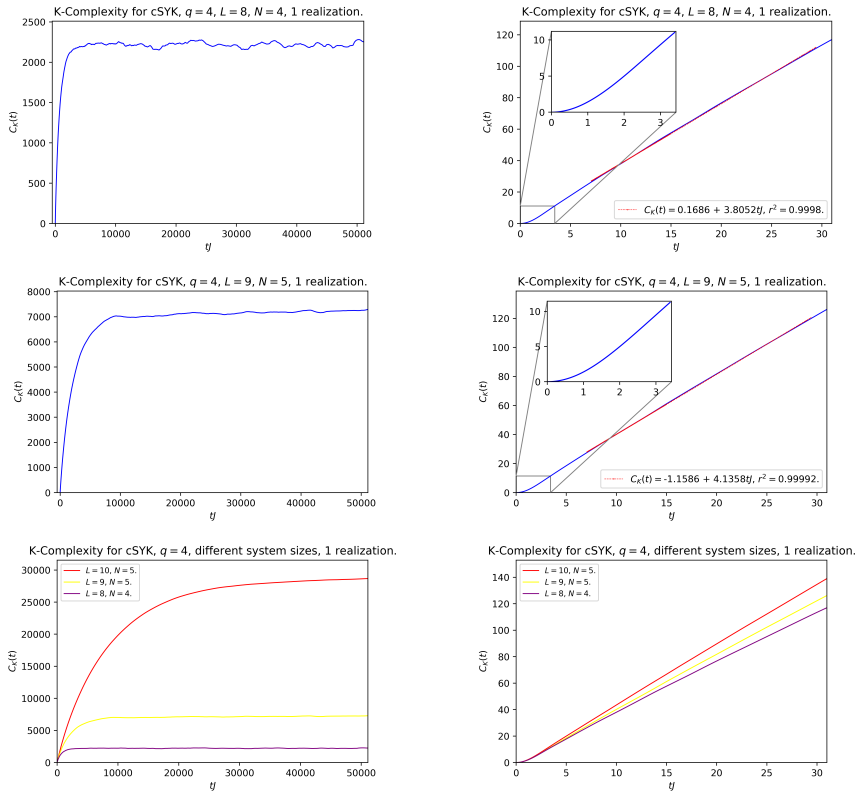 K-Complexity for cSYK, q = 4, L = 8, N = 4, 1 realization.
2500
2000
1500
1000
500
0
C_K(t)
0 10000 20000 30000 40000 50000
tJ
K-Complexity for cSYK, q = 4, L = 8, N = 4, 1 realization.
120
100
80
60
40
20
0
C_K(t)
10
5
0
0 1 2 3
C_K(t) = 0.1686 + 3.8052tJ, r² = 0.9998.
0 5 10 15 20 25 30
tJ
K-Complexity for cSYK, q = 4, L = 9, N = 5, 1 realization.
8000
7000
6000
5000
4000
3000
2000
1000
0
C_K(t)
0 10000 20000 30000 40000 50000
tJ
K-Complexity for cSYK, q = 4, L = 9, N = 5, 1 realization.
120
100
80
60
40
20
0
C_K(t)
10
5
0
0 1 2 3
C_K(t) = -1.1586 + 4.1358tJ, r² = 0.99992.
0 5 10 15 20 25 30
tJ
K-Complexity for cSYK, q = 4, different system sizes, 1 realization.
L = 10, N = 5.
L = 9, N = 5.
L = 8, N = 4.
30000
25000
20000
15000
10000
5000
0
C_K(t)
0 10000 20000 30000 40000 50000
tJ
K-Complexity for cSYK, q = 4, different system sizes, 1 realization.
L = 10, N = 5.
L = 9, N = 5.
L = 8, N = 4.
140
120
100
80
60
40
20
0
C_K(t)
0 5 10 15 20 25 30
tJ